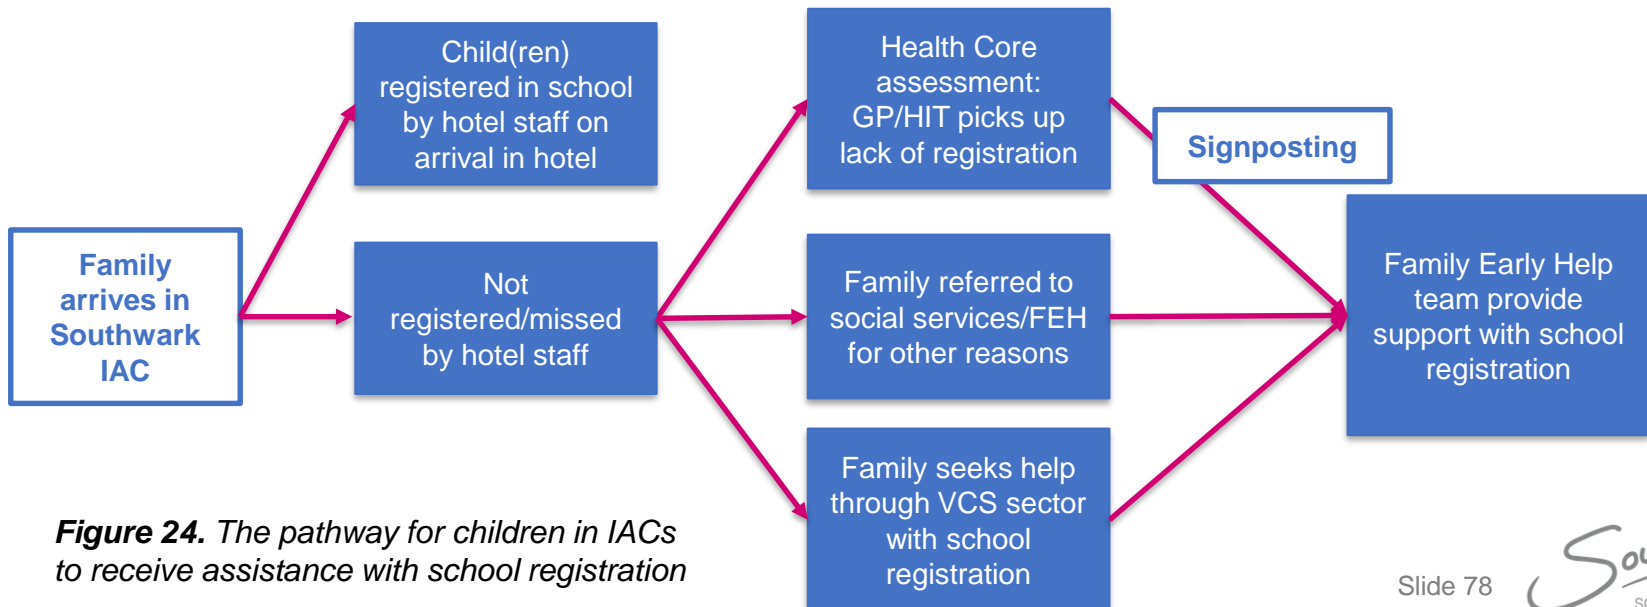 Family
arrives in
Southwark
IAC
Child(ren)
registered in school
by hotel staff on
arrival in hotel
Not
registered/missed
by hotel staff
Health Core
assessment:
GP/HIT picks up
lack of registration
Family referred to
social services/FEH
for other reasons
Family seeks help
through VCS sector
with school
registration
Signposting
Family Early Help
team provide
support with school
registration
Figure 24. The pathway for children in IACs
to receive assistance with school registration
Slide 78